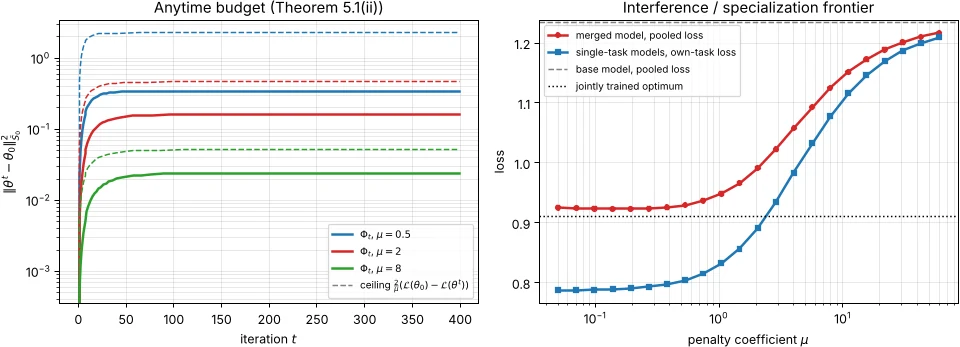 Anytime budget (Theorem 5.1(ii))
10⁰
10⁻¹
10⁻²
10⁻³
‖θᵗ − θ₀‖²_Ŝ₀
0 50 100 150 200 250 300 350 400
iteration t
Φₜ, μ = 0.5
Φₜ, μ = 2
Φₜ, μ = 8
ceiling 2/μ(ℒ(θ₀) − ℒ(θᵗ))
Interference / specialization frontier
1.2
1.1
1.0
0.9
0.8
loss
merged model, pooled loss
single-task models, own-task loss
base model, pooled loss
jointly trained optimum
10⁻¹ 10⁰ 10¹
penalty coefficient μ